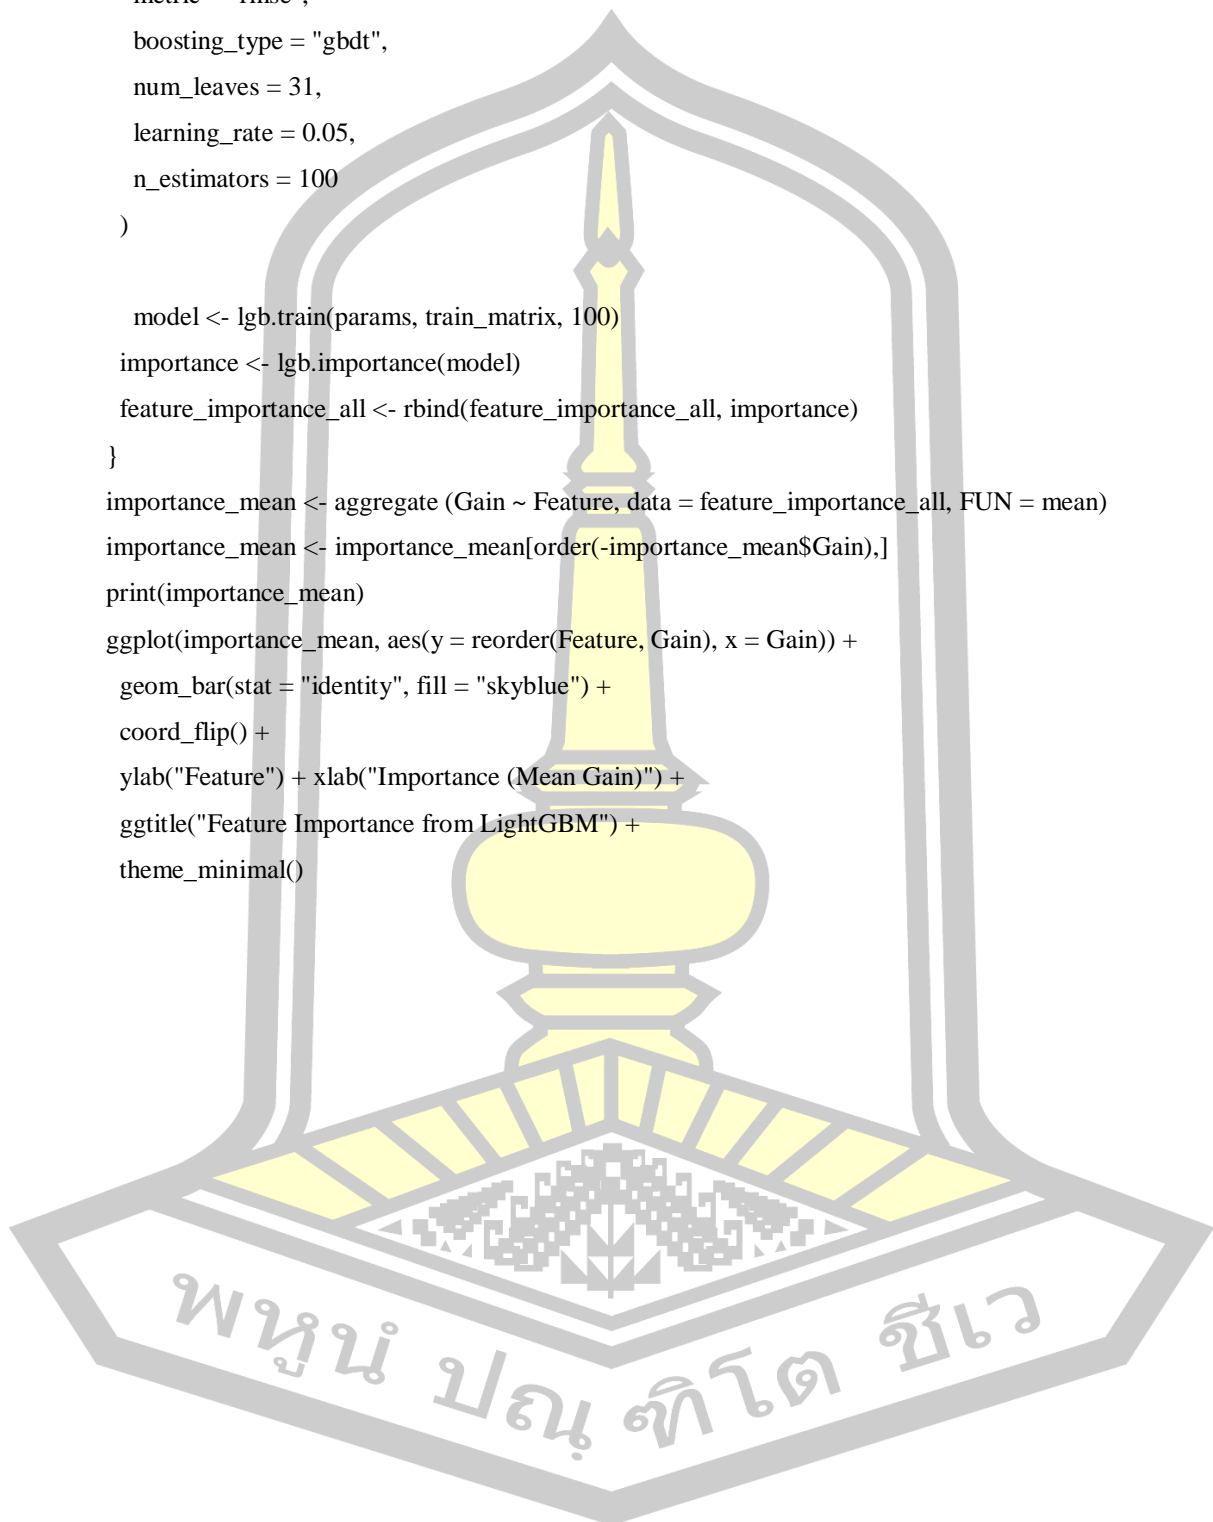 boosting_type = "gbdt",
num_leaves = 31,
learning_rate = 0.05,
n_estimators = 100
)
model <- lgb.train(params, train_matrix, 100)
importance <- lgb.importance(model)
feature_importance_all <- rbind(feature_importance_all, importance)
}
importance_mean <- aggregate (Gain ~ Feature, data = feature_importance_all, FUN = mean)
importance_mean <- importance_mean[order(-importance_mean$Gain),]
print(importance_mean)
ggplot(importance_mean, aes(y = reorder(Feature, Gain), x = Gain)) +
geom_bar(stat = "identity", fill = "skyblue") +
coord_flip() +
ylab("Feature") + xlab("Importance (Mean Gain)") +
ggtitle("Feature Importance from LightGBM") +
theme_minimal()
พหูนํ ปณฺ ฑิโต ชีเว